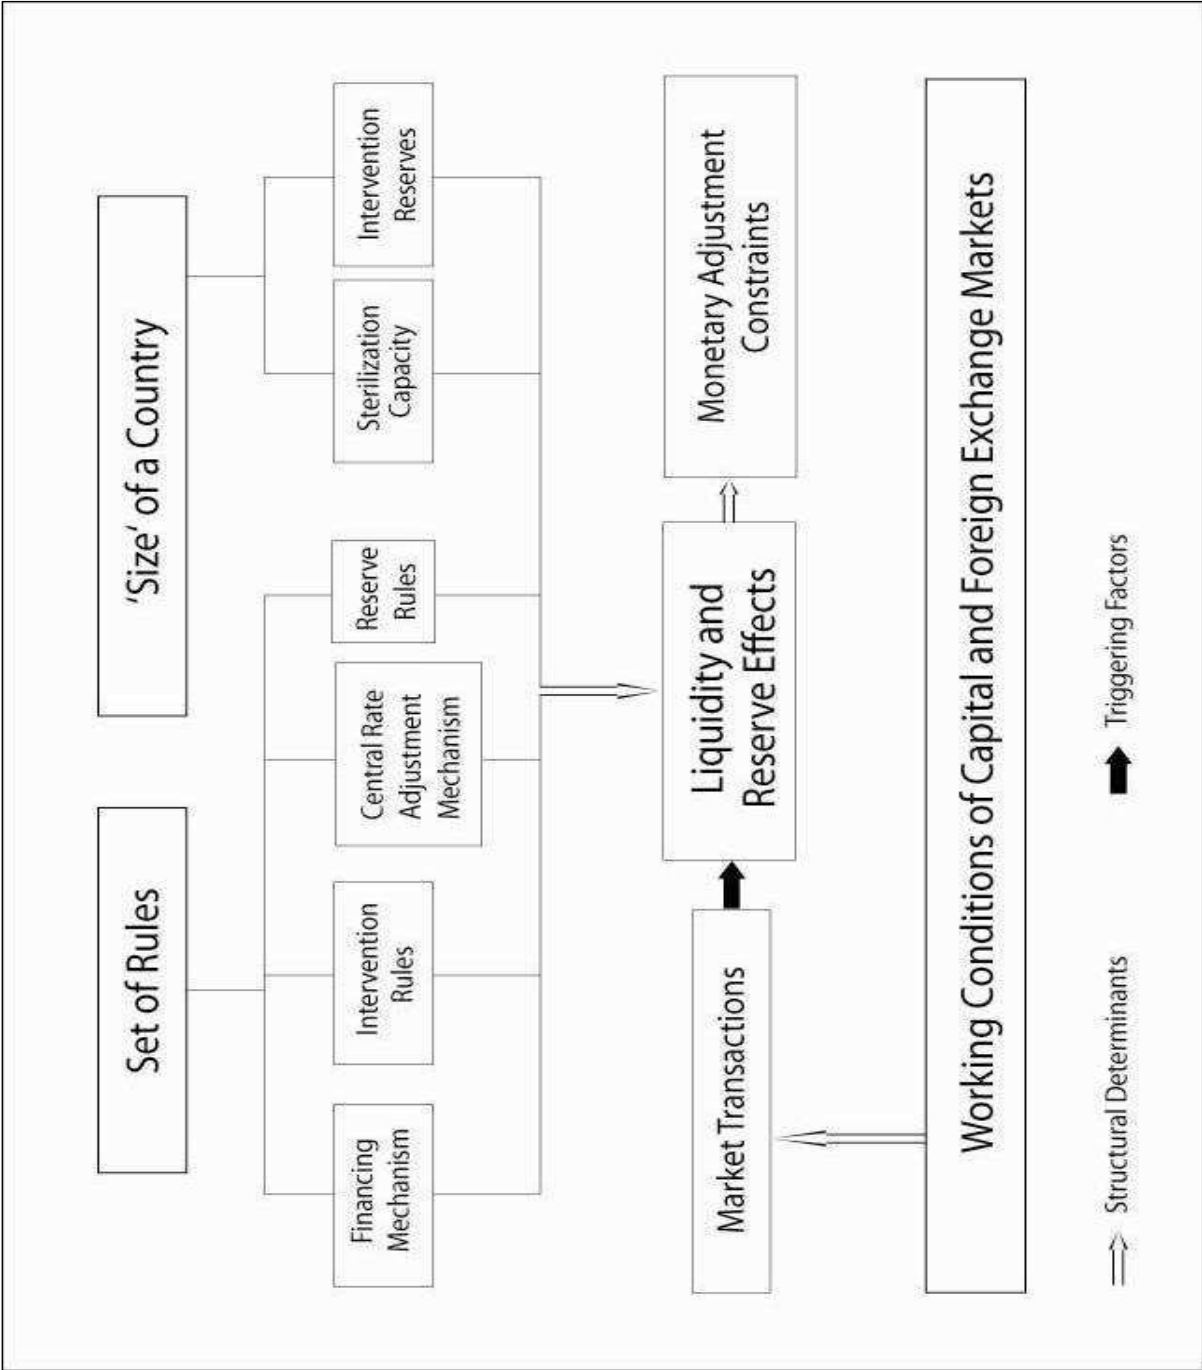 Set of Rules
'Size' of a Country
Financing
Mechanism
Intervention
Rules
Central Rate
Adjustment
Mechanism
Reserve
Rules
Sterilization
Capacity
Intervention
Reserves
Market Transactions
Liquidity and
Reserve Effects
Monetary Adjustment
Constraints
Working Conditions of Capital and Foreign Exchange Markets
Structural Determinants
Triggering Factors